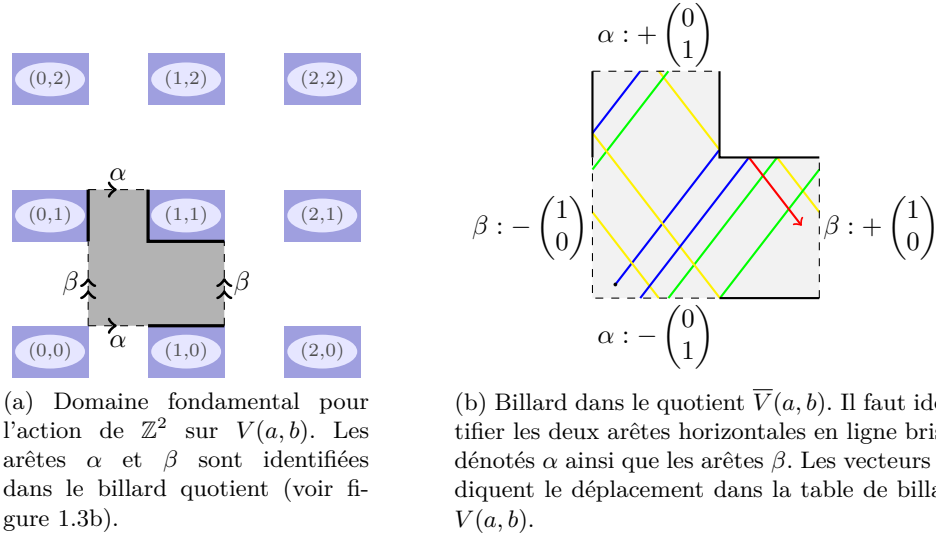 (0,2) (1,2) (2,2)
α
(0,1) (1,1) (2,1)
β β
α
(0,0) (1,0) (2,0)
(a) Domaine fondamental pour
l'action de ℤ² sur V(a, b). Les
arêtes α et β sont identifiées
dans le billard quotient (voir fi-
gure 1.3b).
α : + (0
1)
β : − (1
0)
β : + (1
0)
α : − (0
1)
(b) Billard dans le quotient V̅(a, b). Il faut ide
tifier les deux arêtes horizontales en ligne bris
dénotés α ainsi que les arêtes β. Les vecteurs
diquent le déplacement dans la table de billa
V(a, b).